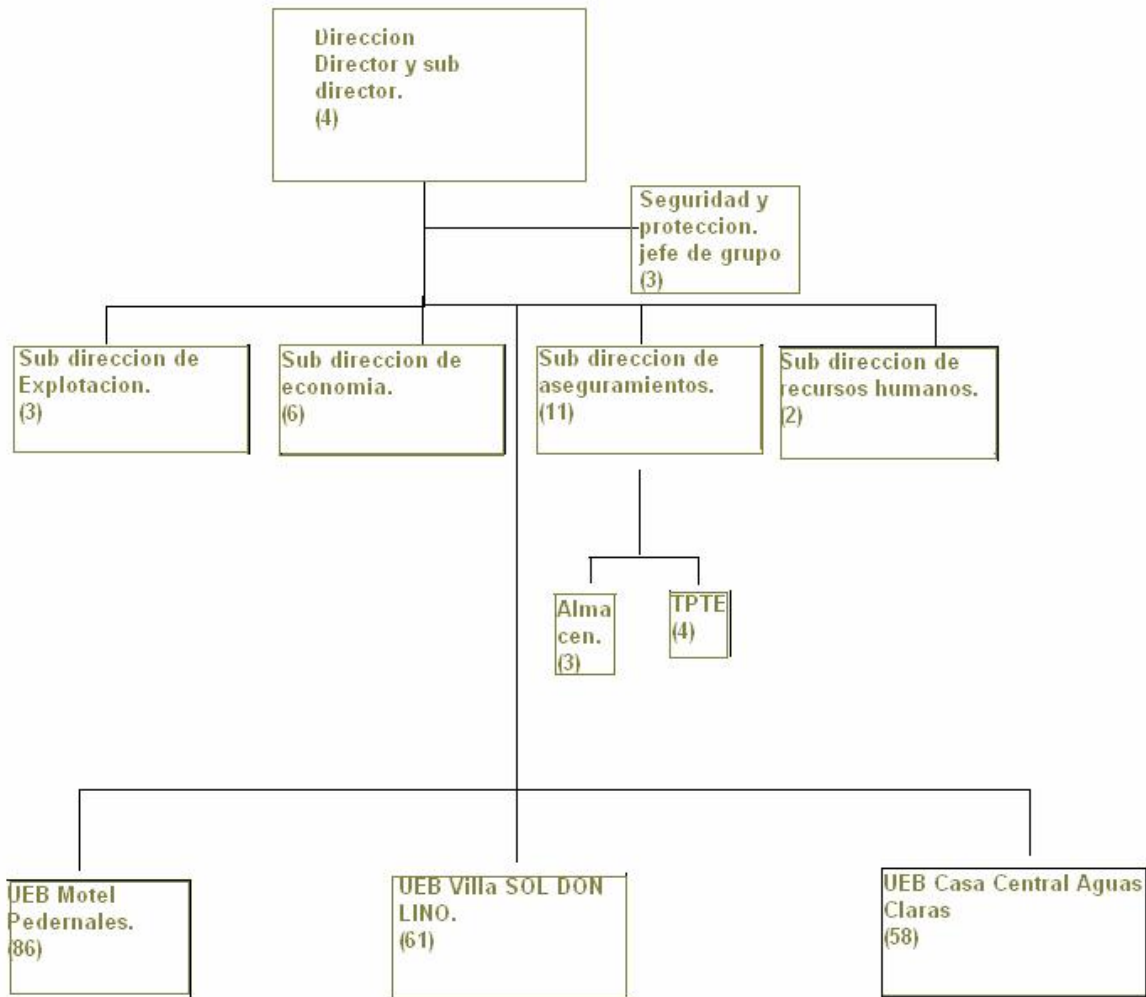 Direccion
Director y sub
director.
(4)
Seguridad y
proteccion.
jefe de grupo
(3)
Sub direccion de
Explotacion.
(3)
Sub direccion de
economia.
(6)
Sub direccion de
aseguramientos.
(11)
Sub direccion de
recursos humanos.
(2)
Alma
cen.
(3)
TPTE
(4)
UEB Motel
Pedernales.
(86)
UEB Villa SOL DON
LINO.
(61)
UEB Casa Central Aguas
Claras
(58)